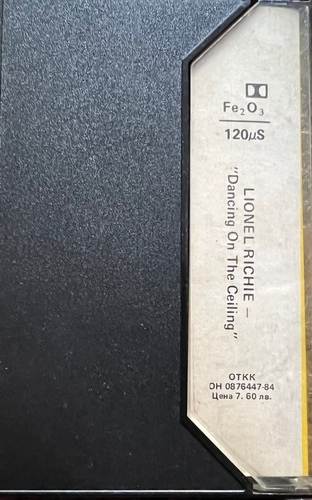 Fe₂O₃
120μS
LIONEL RICHIE –
"Dancing On The Ceiling"
ОТКК
ОН 0876447-84
Цена 7. 60 лв.